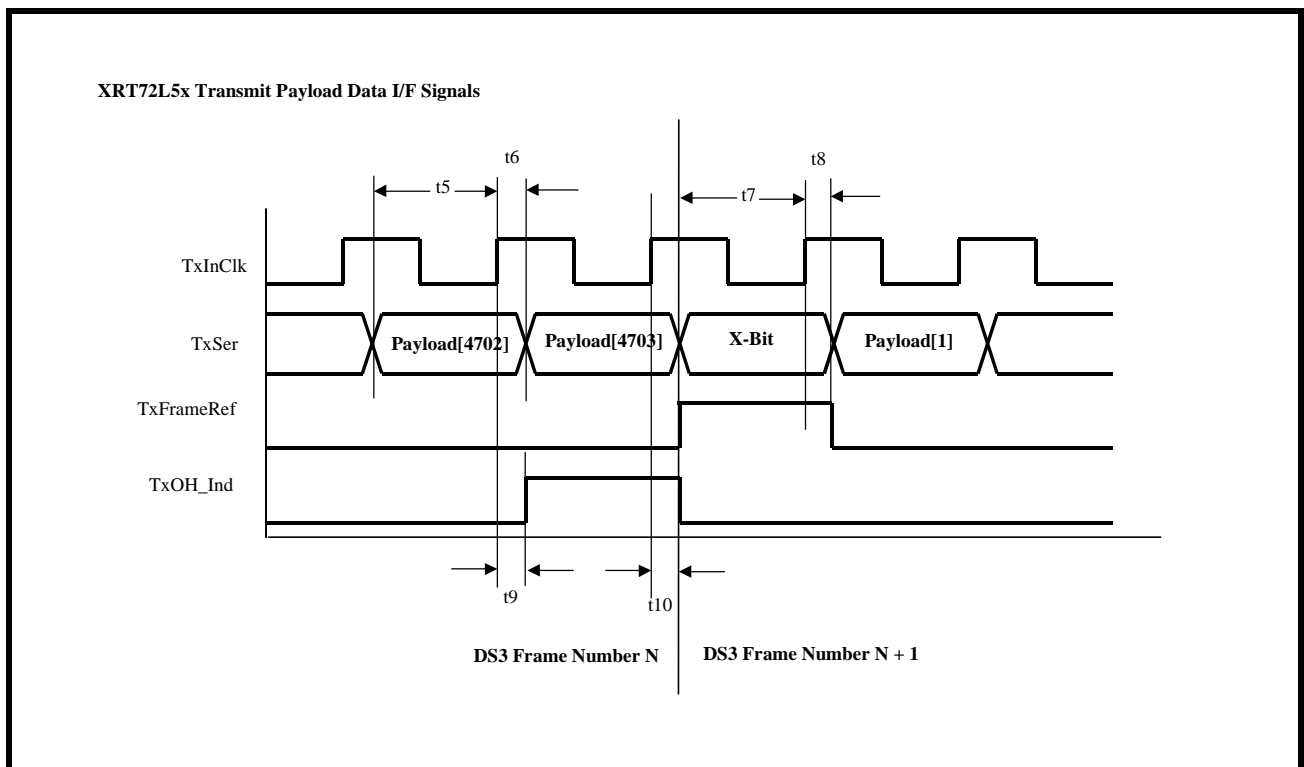 XRT72L5x Transmit Payload Data I/F Signals
t6
t8
t5
t7
TxInClk
TxSer
Payload[4702]
Payload[4703]
X-Bit
Payload[1]
TxFrameRef
TxOH_Ind
t9
t10
DS3 Frame Number N
DS3 Frame Number N + 1